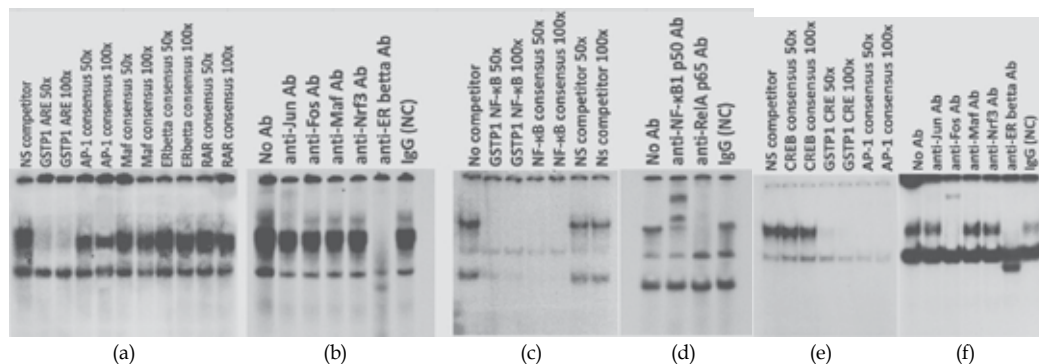 NS competitor
GSTP1 ARE 50x
GSTP1 ARE 100x
AP-1 consensus 50x
AP-1 consensus 100x
Maf consensus 50x
Maf consensus 100x
ERbetta consensus 50x
ERbetta consensus 100x
RAR consensus 50x
RAR consensus 100x
No Ab
anti-Jun Ab
anti-Fos Ab
anti-Maf Ab
anti-Nrf3 Ab
anti-ER betta Ab
IgG (NC)
No competitor
GSTP1 NF-κB 50x
GSTP1 NF-κB 100x
NF-κB consensus 50x
NF-κB consensus 100x
NS competitor 50x
Ns competitor 100x
No Ab
anti-NF-κB1 p50 Ab
anti-RelA p65 Ab
IgG (NC)
NS competitor
CREB consensus 50x
CREB consensus 100x
GSTP1 CRE 50x
GSTP1 CRE 100x
AP-1 consensus 50x
AP-1 consensus 100x
No Ab
anti-Jun Ab
anti-Fos Ab
anti-Maf Ab
anti-Nrf3 Ab
anti-ER betta Ab
IgG (NC)
(a)
(b)
(c)
(d)
(e)
(f)